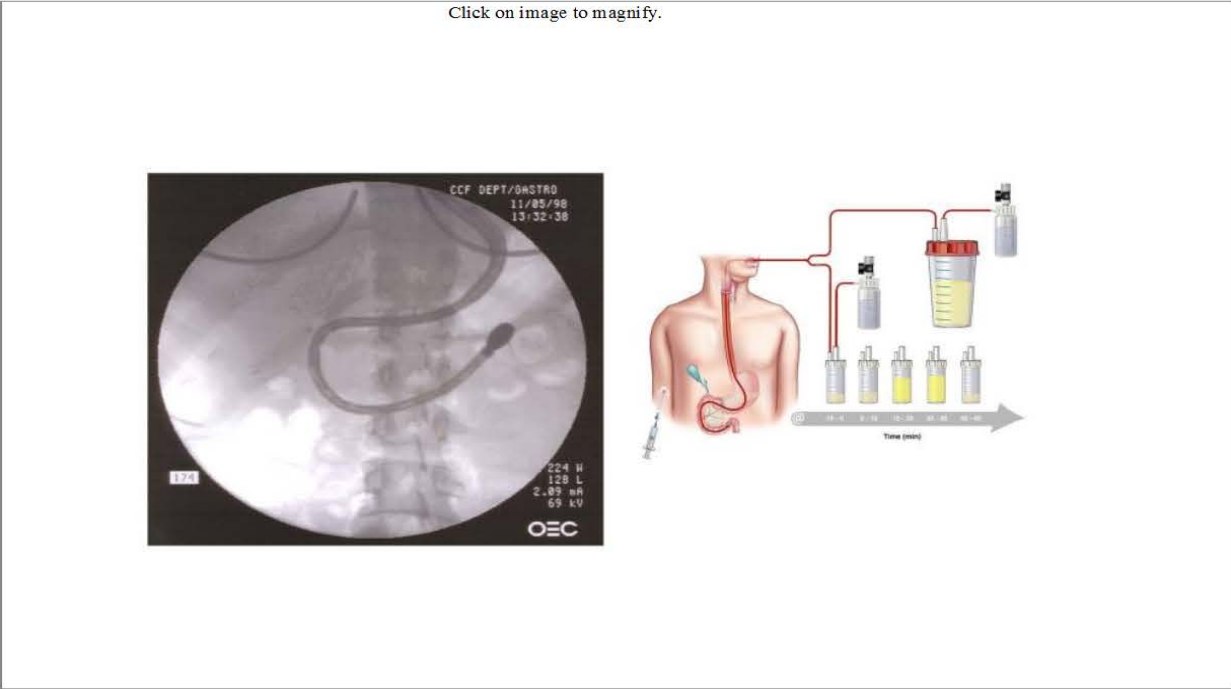 Click on image to magnify.
CCF DEPT/GASTRO
11/05/98
13:32:38
174
224 W
128 L
2.09 mA
69 kV
OEC
Time (min)